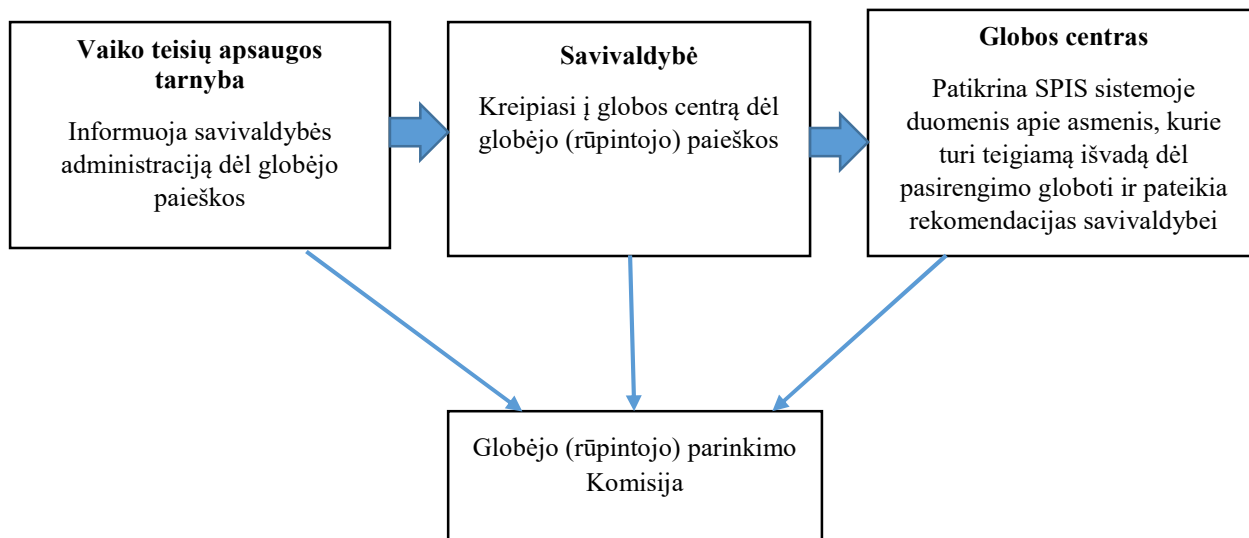 Vaiko teisių apsaugos
tarnyba
Informuoja savivaldybės
administraciją dėl globėjo
paieškos
Savivaldybė
Kreipiasi į globos centrą dėl
globėjo (rūpintojo) paieškos
Globos centras
Patikrina SPIS sistemoje
duomenis apie asmenis, kurie
turi teigiamą išvadą dėl
pasirengimo globoti ir pateikia
rekomendacijas savivaldybei
Globėjo (rūpintojo) parinkimo
Komisija